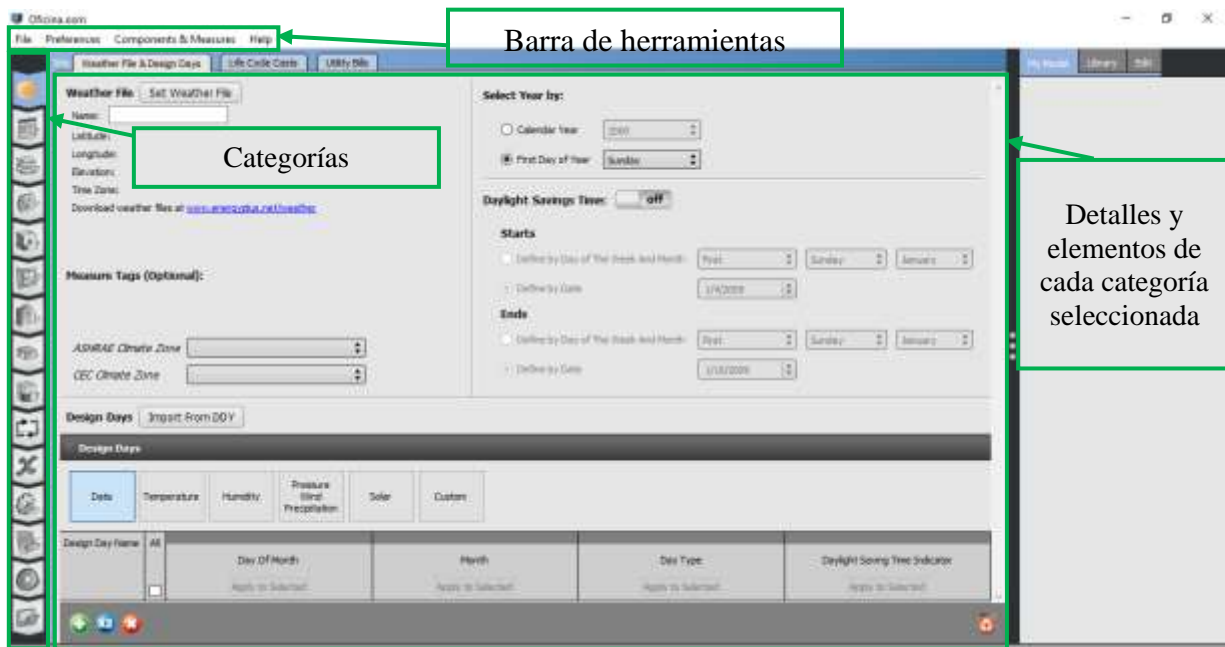 Oficina.com
File Preferences Components & Measures Help
Barra de herramientas
Weather File & Design Days Life Cycle Costs Utility Bills
My Model Library Edit
Weather File Set Weather File
Name:
Latitude:
Longitude:
Elevation:
Time Zone:
Download weather files at www.energyplus.net/weather
Categorías
Measure Tags (Optional):
ASHRAE Climate Zone
CEC Climate Zone
Select Year by:
Calendar Year 2009
First Day of Year Sunday
Daylight Savings Time: off
Starts
Define by Day of The Week And Month First Sunday January
Define by Date 1/4/2009
Ends
Define by Day of The Week And Month First Sunday January
Define by Date
Detalles y
elementos de
cada categoría
seleccionada
Design Days Import From DDY
Design Days
Date Temperature Humidity Pressure Wind Precipitation Solar Custom
Design Day Name All
Day Of Month Month Day Type Daylight Saving Time Indicator
Apply to Selected Apply to Selected Apply to Selected Apply to Selected